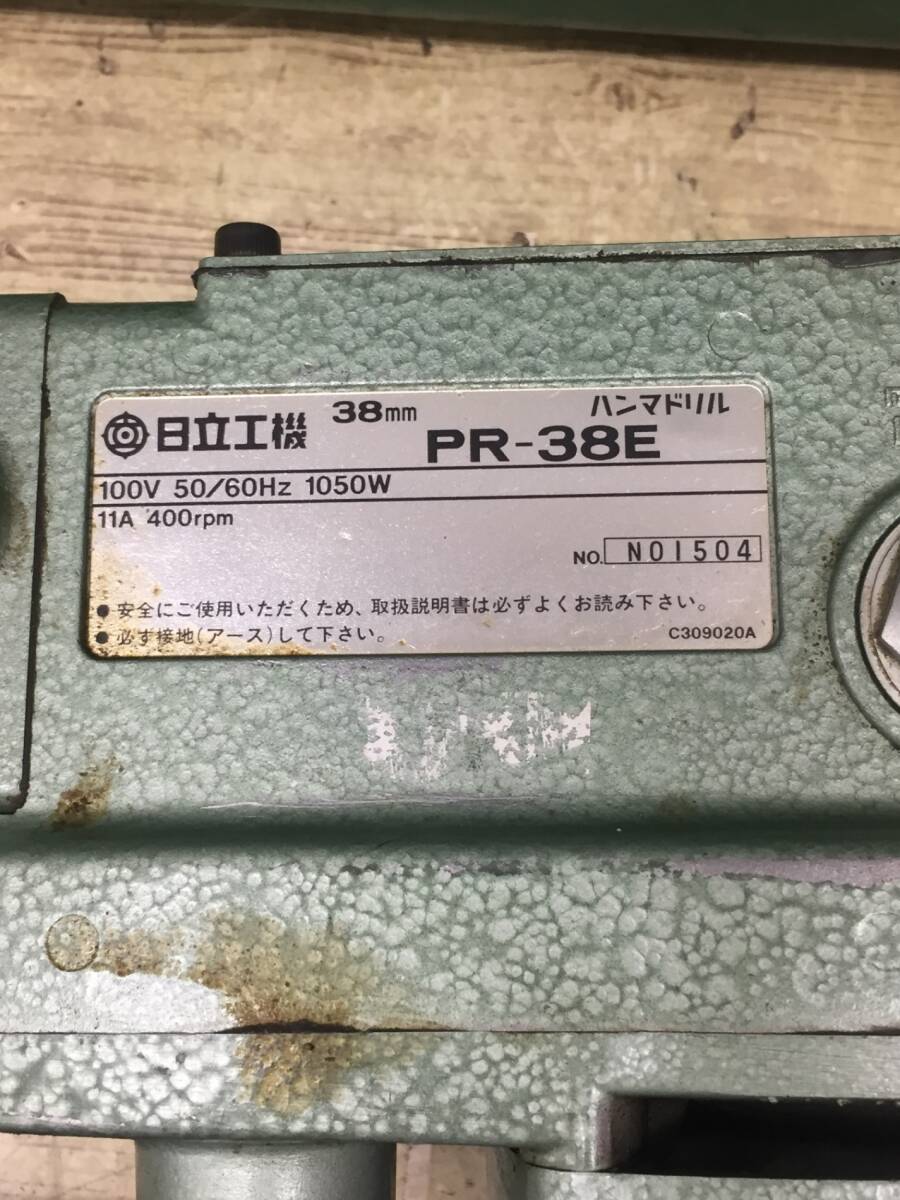 日立工機 38mm ハンマドリル
PR-38E
100V 50/60Hz 1050W
11A 400rpm
NO. N01504
● 安全にご使用いただくため、取扱説明書は必ずよくお読み下さい。
● 必ず接地(アース)して下さい。
C309020A